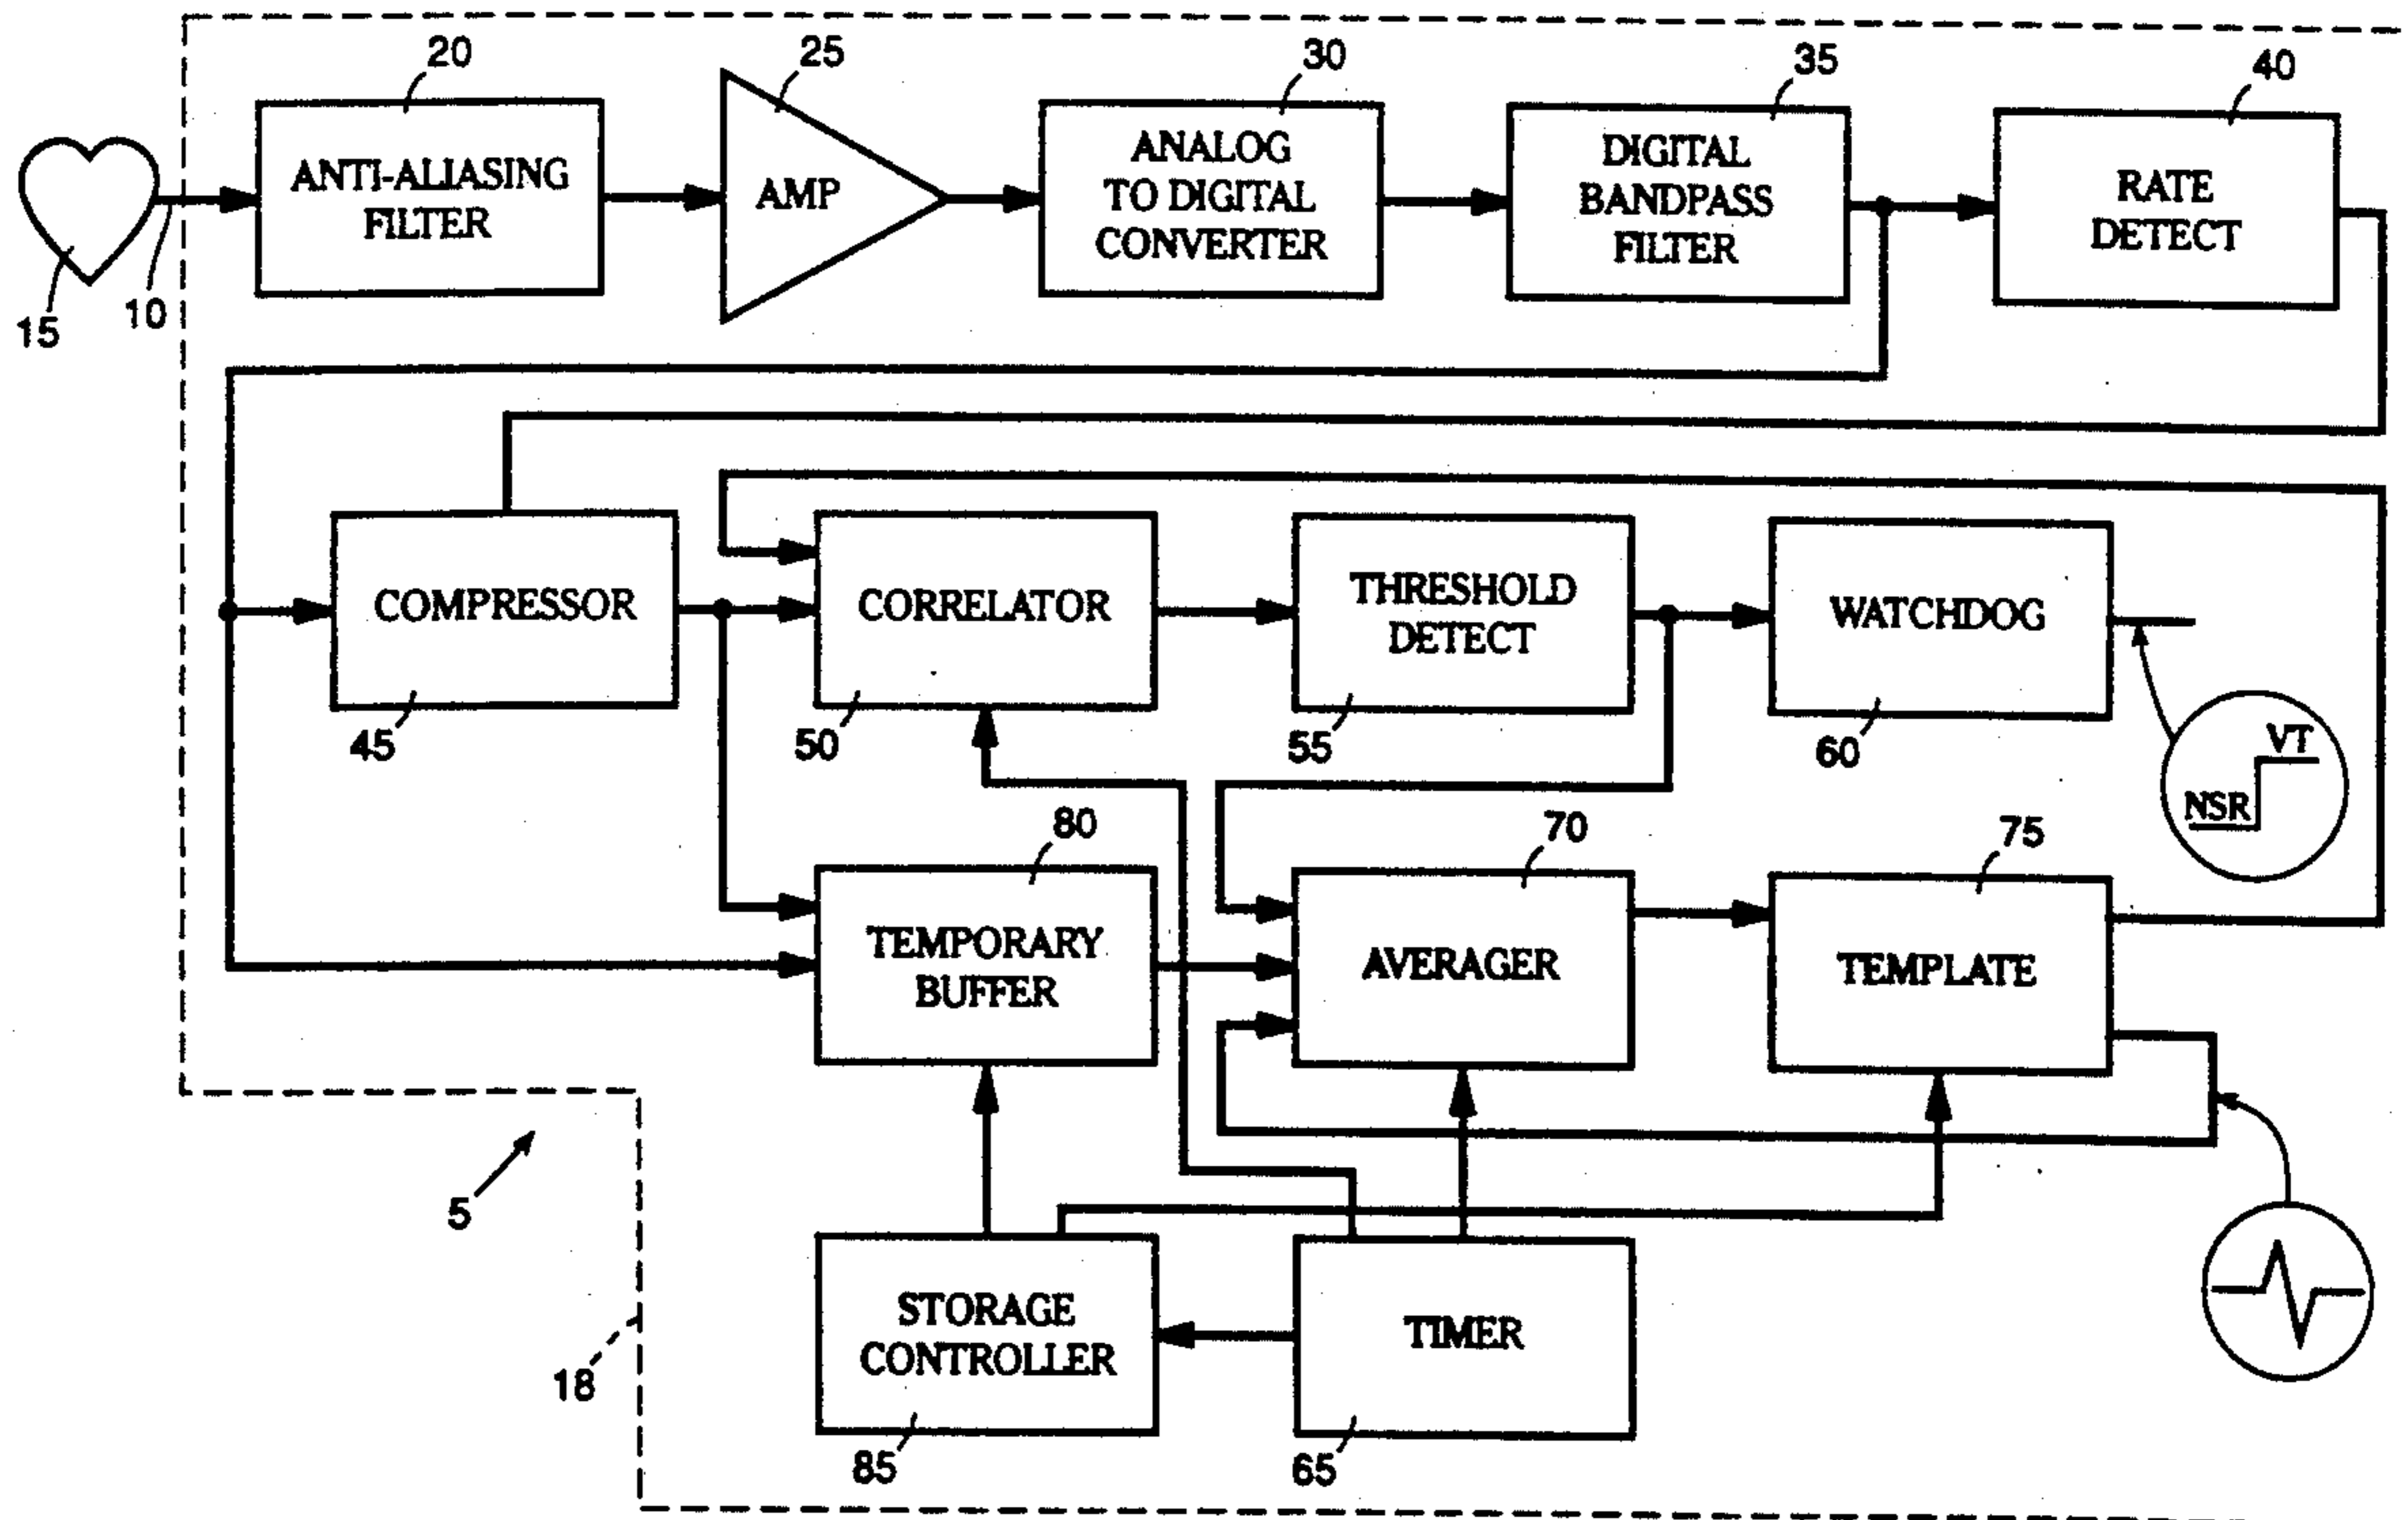 20
25
30
35
40
ANTI-ALIASING
FILTER
AMP
ANALOG
TO DIGITAL
CONVERTER
DIGITAL
BANDPASS
FILTER
RATE
DETECT
15
10
COMPRESSOR
CORRELATOR
THRESHOLD
DETECT
WATCHDOG
45
50
55
60
VT
NSR
80
70
75
TEMPORARY
BUFFER
AVERAGER
TEMPLATE
5
18
STORAGE
CONTROLLER
TIMER
85
65